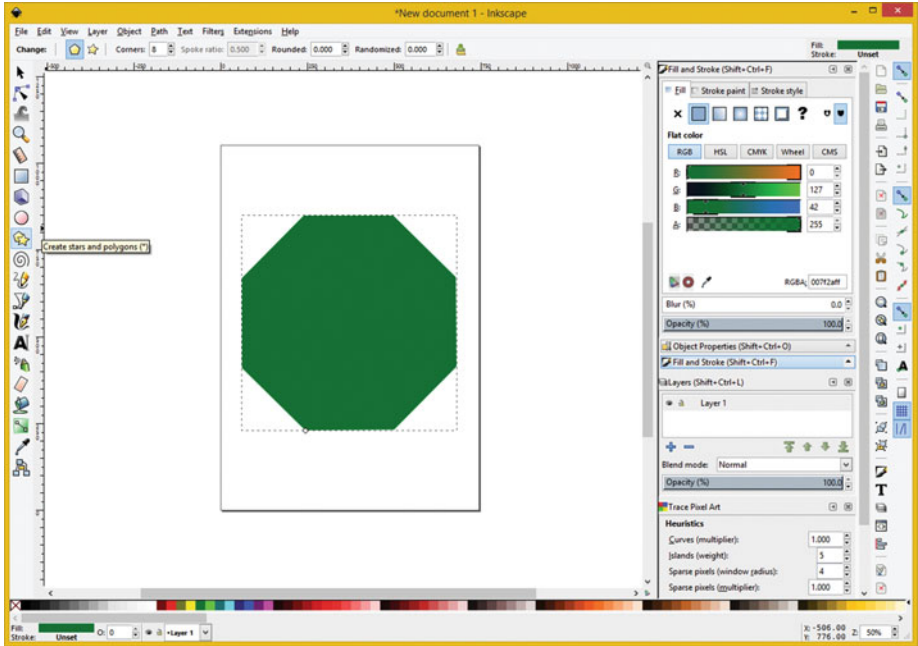 *New document 1 - Inkscape
File Edit View Layer Object Path Text Filters Extensions Help
Change: Corners: 8 Spoke ratio: 0.500 Rounded: 0.000 Randomized: 0.000
Fill:
Stroke: Unset
Fill and Stroke (Shift+Ctrl+F)
Fill Stroke paint Stroke style
?
Flat color
RGB HSL CMYK Wheel CMS
R: 0
G: 127
B: 42
A: 255
RGBA: 007f2aff
Blur (%) 0.0
Opacity (%) 100.0
Object Properties (Shift+Ctrl+O)
Fill and Stroke (Shift+Ctrl+F)
Layers (Shift+Ctrl+L)
Layer 1
Blend mode: Normal
Opacity (%) 100.0
Trace Pixel Art
Heuristics
Curves (multiplier): 1.000
Islands (weight): 5
Sparse pixels (window radius): 4
Sparse pixels (multiplier): 1.000
Create stars and polygons (*)
Fill:
Stroke: Unset
O: 0
•Layer 1
X: -506.00
Y: 776.00
Z: 50%